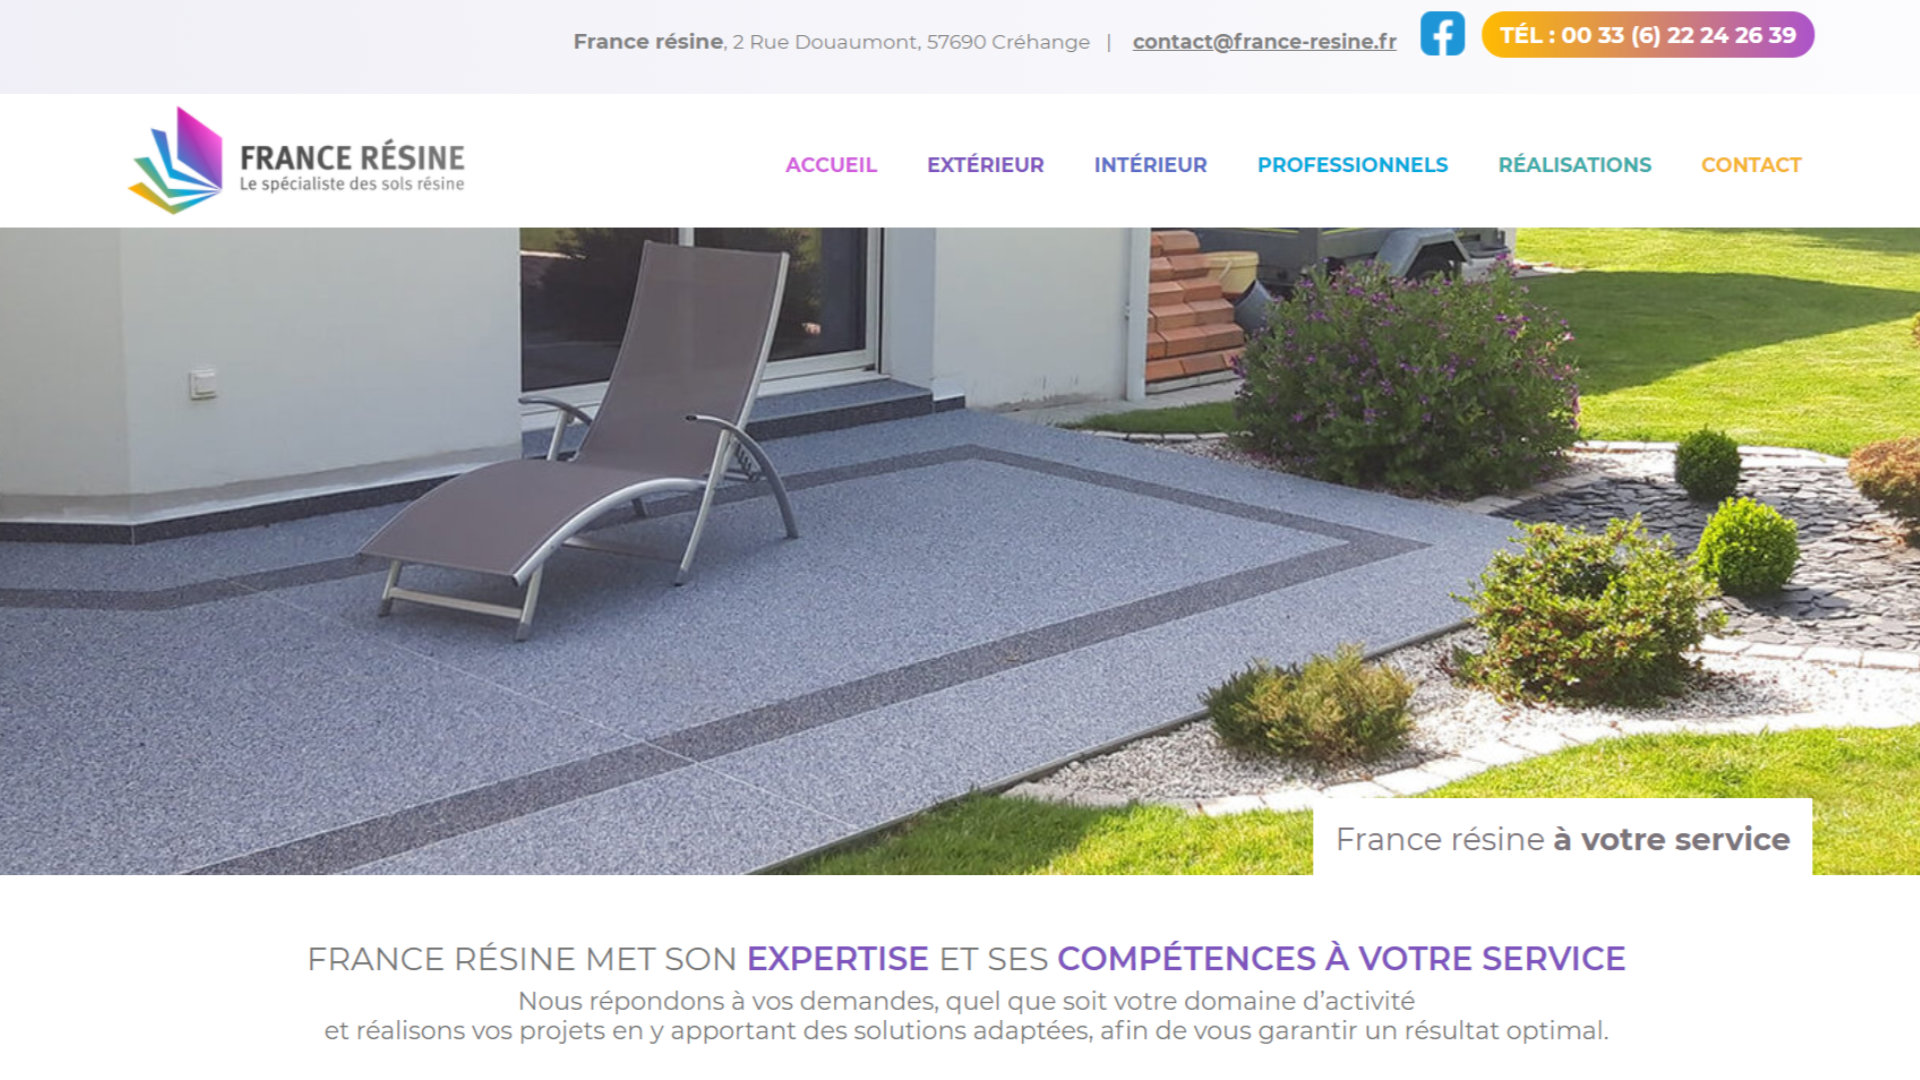 France résine, 2 Rue Douaumont, 57690 Créhange | contact@france-resine.fr TÉL : 00 33 (6) 22 24 26 39
FRANCE RÉSINE
Le spécialiste des sols résine
ACCUEIL EXTÉRIEUR INTÉRIEUR PROFESSIONNELS RÉALISATIONS CONTACT
France résine à votre service
FRANCE RÉSINE MET SON EXPERTISE ET SES COMPÉTENCES À VOTRE SERVICE
Nous répondons à vos demandes, quel que soit votre domaine d’activité
et réalisons vos projets en y apportant des solutions adaptées, afin de vous garantir un résultat optimal.